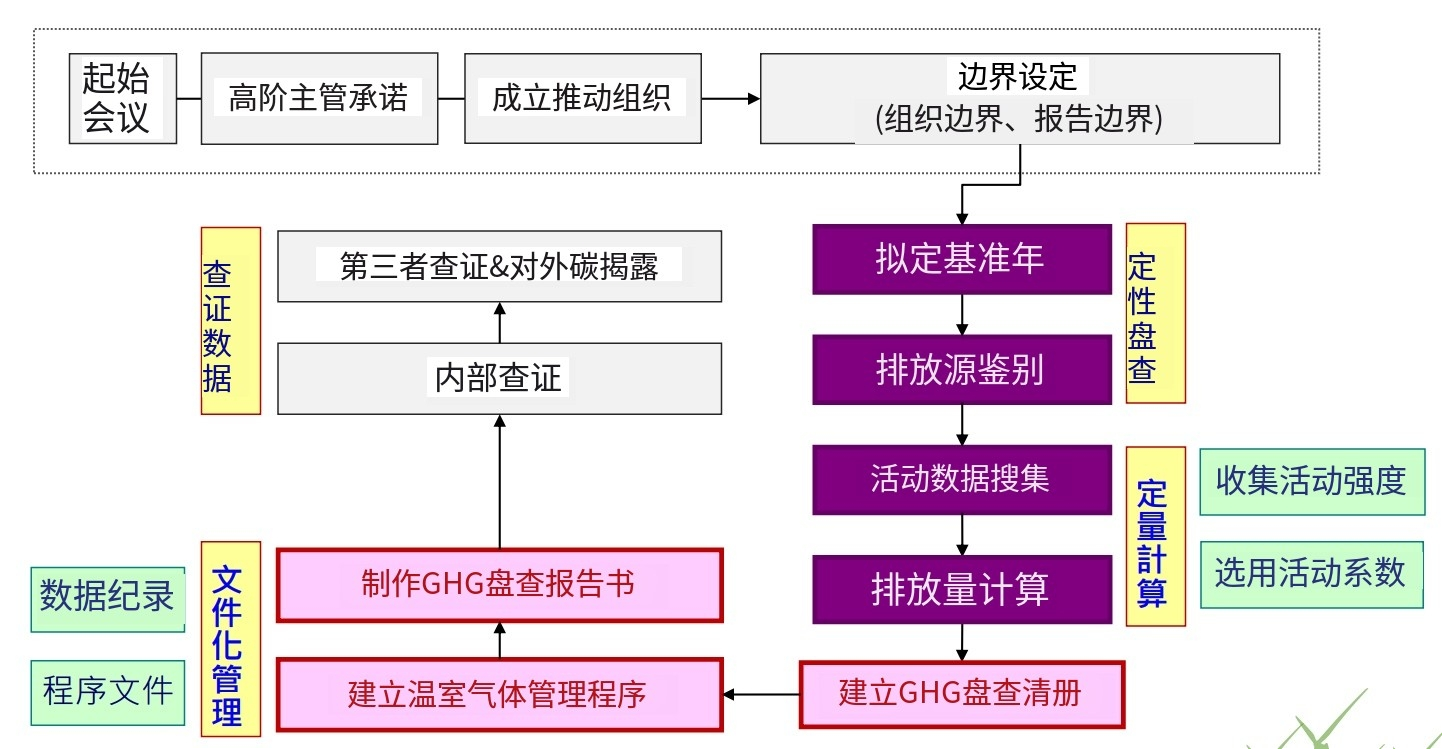 起始
会议
高阶主管承诺
成立推动组织
边界设定
(组织边界、报告边界)
拟定基准年
排放源鉴别
定性盘查
活动数据搜集
排放量计算
定量計算
收集活动强度
选用活动系数
建立GHG盘查清册
建立温室气体管理程序
制作GHG盘查报告书
文件化管理
数据纪录
程序文件
内部查证
第三者查证&对外碳揭露
查证数据